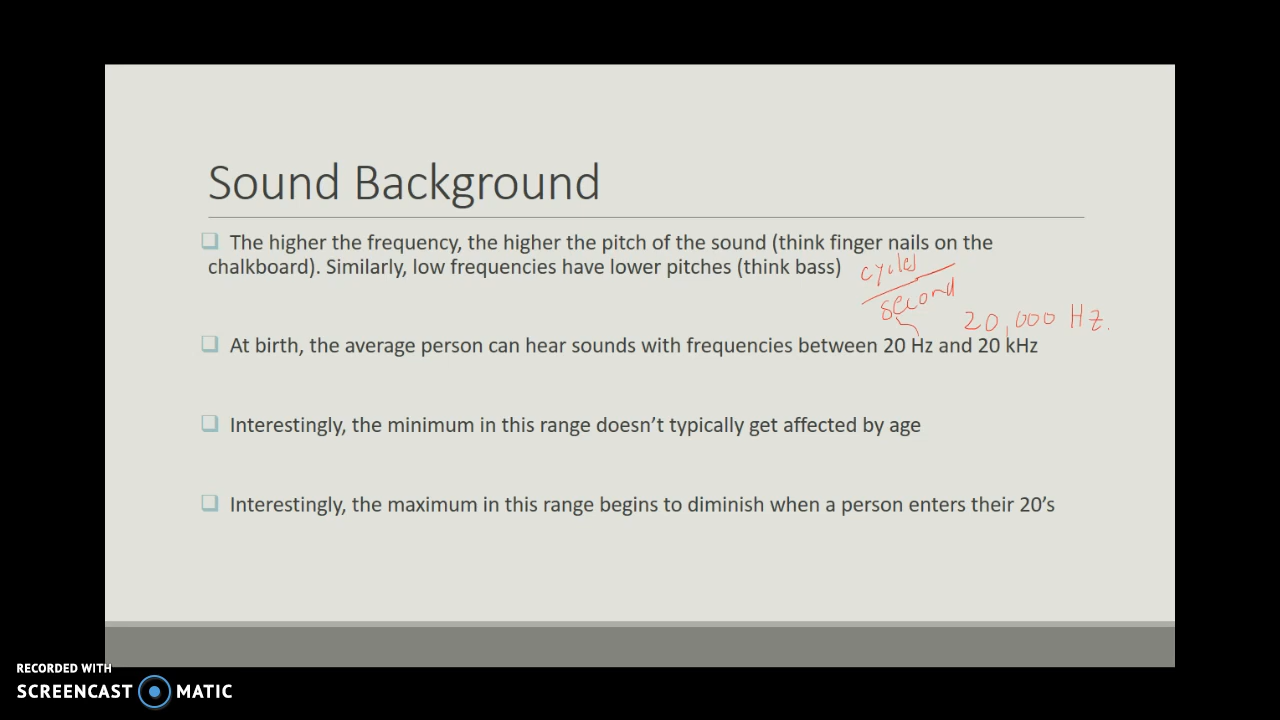 Sound Background
The higher the frequency, the higher the pitch of the sound (think finger nails on the
chalkboard). Similarly, low frequencies have lower pitches (think bass)
cycles
second
20,000 Hz.
At birth, the average person can hear sounds with frequencies between 20 Hz and 20 kHz
Interestingly, the minimum in this range doesn't typically get affected by age
Interestingly, the maximum in this range begins to diminish when a person enters their 20's
RECORDED WITH
SCREENCAST MATIC